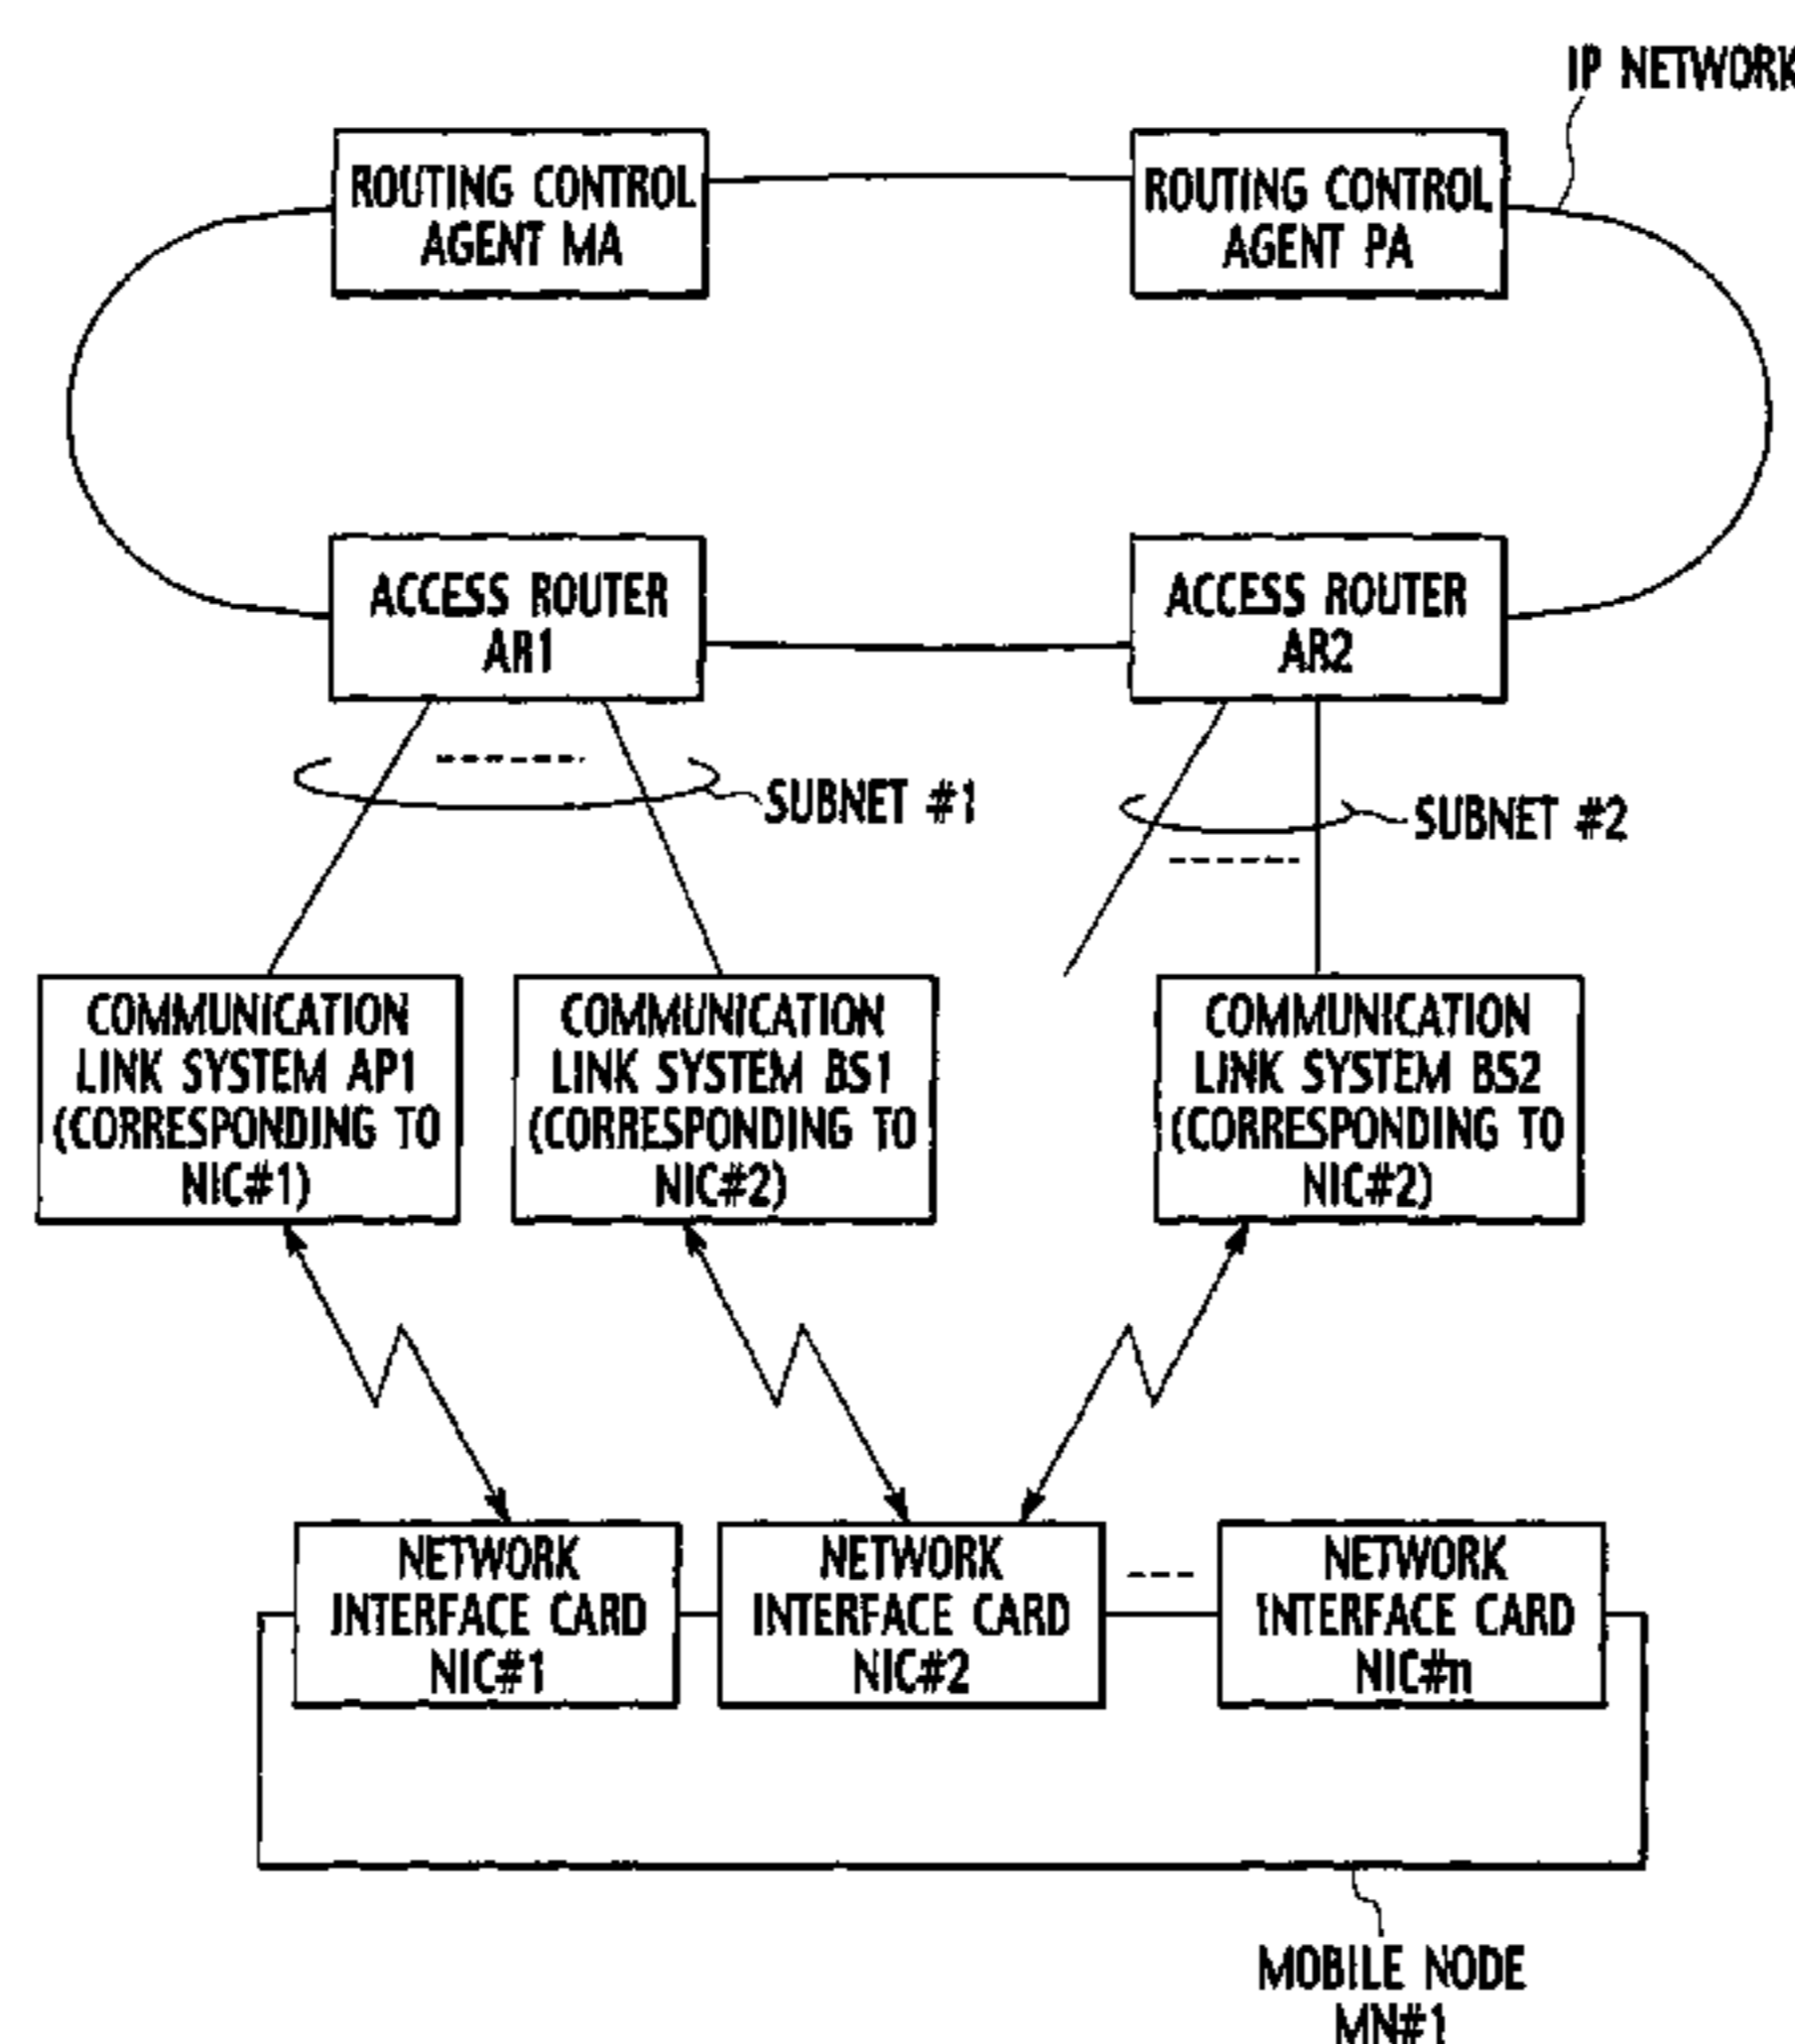 IP NETWORK
ROUTING CONTROL
AGENT MA
ROUTING CONTROL
AGENT PA
ACCESS ROUTER
AR1
ACCESS ROUTER
AR2
SUBNET #1
SUBNET #2
COMMUNICATION
LINK SYSTEM AP1
(CORRESPONDING TO
NIC#1)
COMMUNICATION
LINK SYSTEM BS1
(CORRESPONDING TO
NIC#2)
COMMUNICATION
LINK SYSTEM BS2
(CORRESPONDING TO
NIC#2)
NETWORK
INTERFACE CARD
NIC#1
NETWORK
INTERFACE CARD
NIC#2
NETWORK
INTERFACE CARD
NIC#n
MOBILE NODE
MN#1